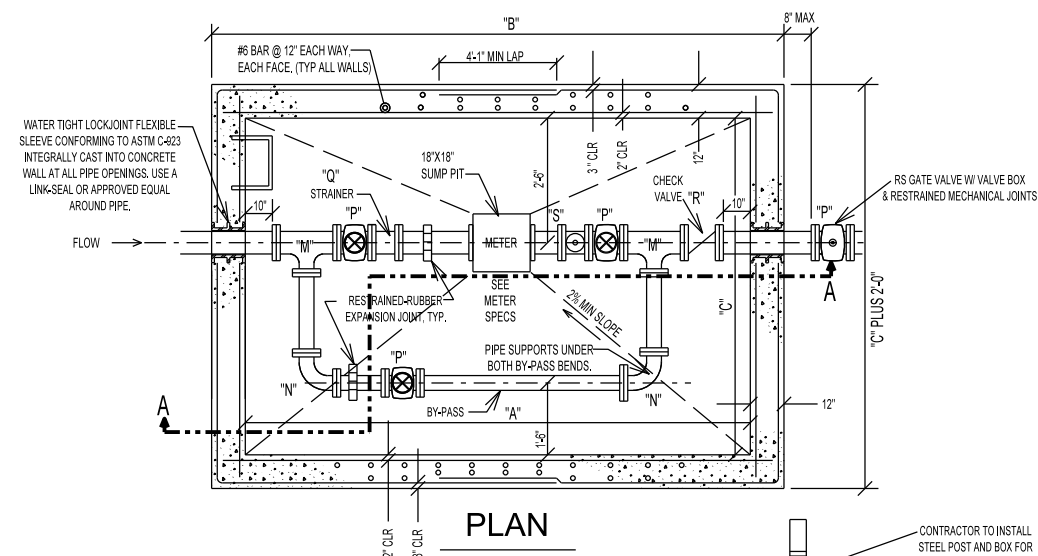 "B"
8" MAX
#6 BAR @ 12" EACH WAY,
EACH FACE, (TYP ALL WALLS)
4'-1" MIN LAP
WATER TIGHT LOCKJOINT FLEXIBLE
SLEEVE CONFORMING TO ASTM C-923
INTEGRALLY CAST INTO CONCRETE
WALL AT ALL PIPE OPENINGS. USE A
LINK-SEAL OR APPROVED EQUAL
AROUND PIPE.
10"
"Q"
STRAINER
"P"
18"X18"
SUMP PIT
2'-6"
3" CLR
2" CLR
12"
CHECK
VALVE
"R"
10"
RS GATE VALVE W/ VALVE BOX
& RESTRAINED MECHANICAL JOINTS
"P"
FLOW
"M"
METER
"S"
"P"
"M"
A
RESTRAINED RUBBER
EXPANSION JOINT, TYP.
SEE
METER
SPECS
2% MIN SLOPE
"C"
"C" PLUS 2'-0"
PIPE SUPPORTS UNDER
BOTH BY-PASS BENDS.
"P"
"N"
"N"
A
BY-PASS
"A"
1'-6"
12"
2" CLR
3" CLR
PLAN
CONTRACTOR TO INSTALL
STEEL POST AND BOX FOR